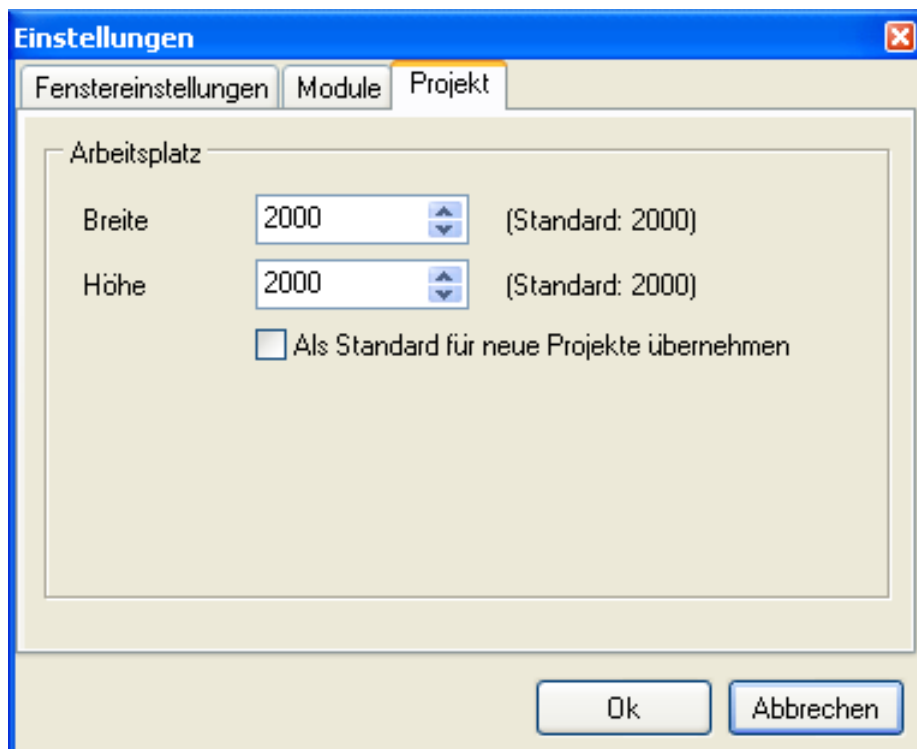 Einstellungen
Fenstereinstellungen Module Projekt
Arbeitsplatz
Breite 2000 (Standard: 2000)
Höhe 2000 (Standard: 2000)
Als Standard für neue Projekte übernehmen
Ok Abbrechen